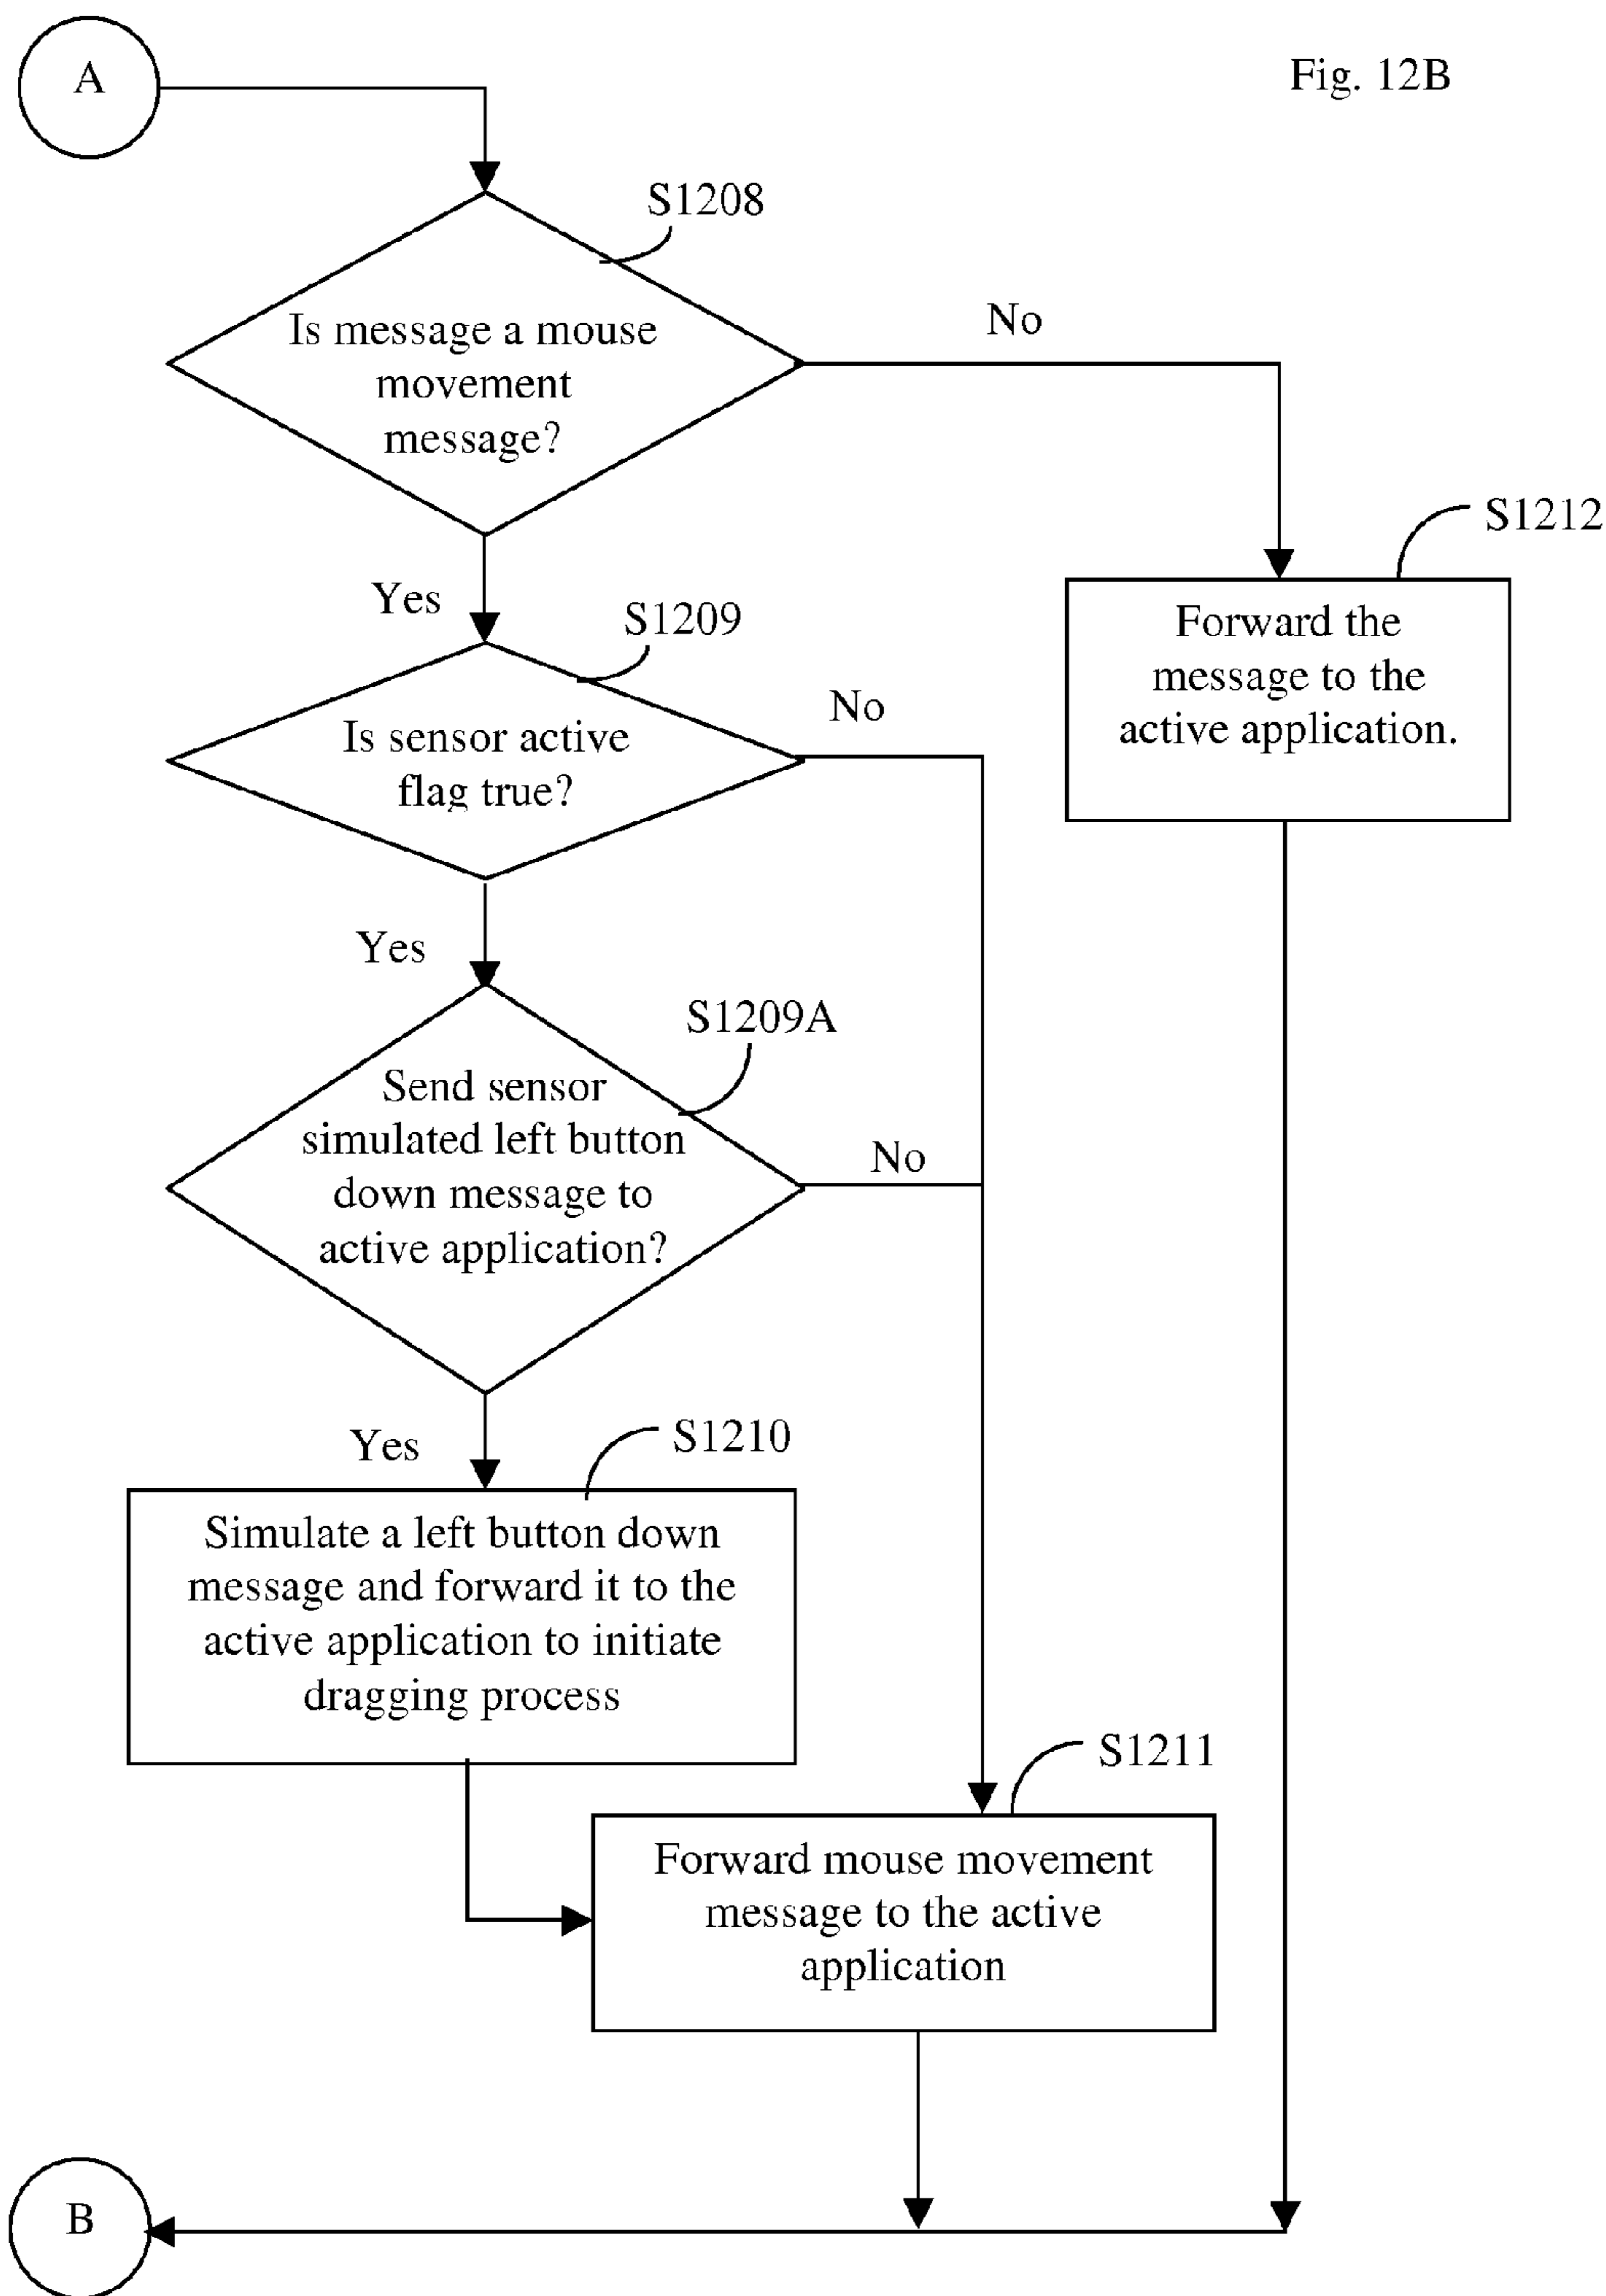 A
Fig. 12B
S1208
Is message a mouse
movement
message?
No
Yes
S1212
Forward the
message to the
active application.
S1209
Is sensor active
flag true?
No
Yes
S1209A
Send sensor
simulated left button
down message to
active application?
No
Yes
S1210
Simulate a left button down
message and forward it to the
active application to initiate
dragging process
S1211
Forward mouse movement
message to the active
application
B